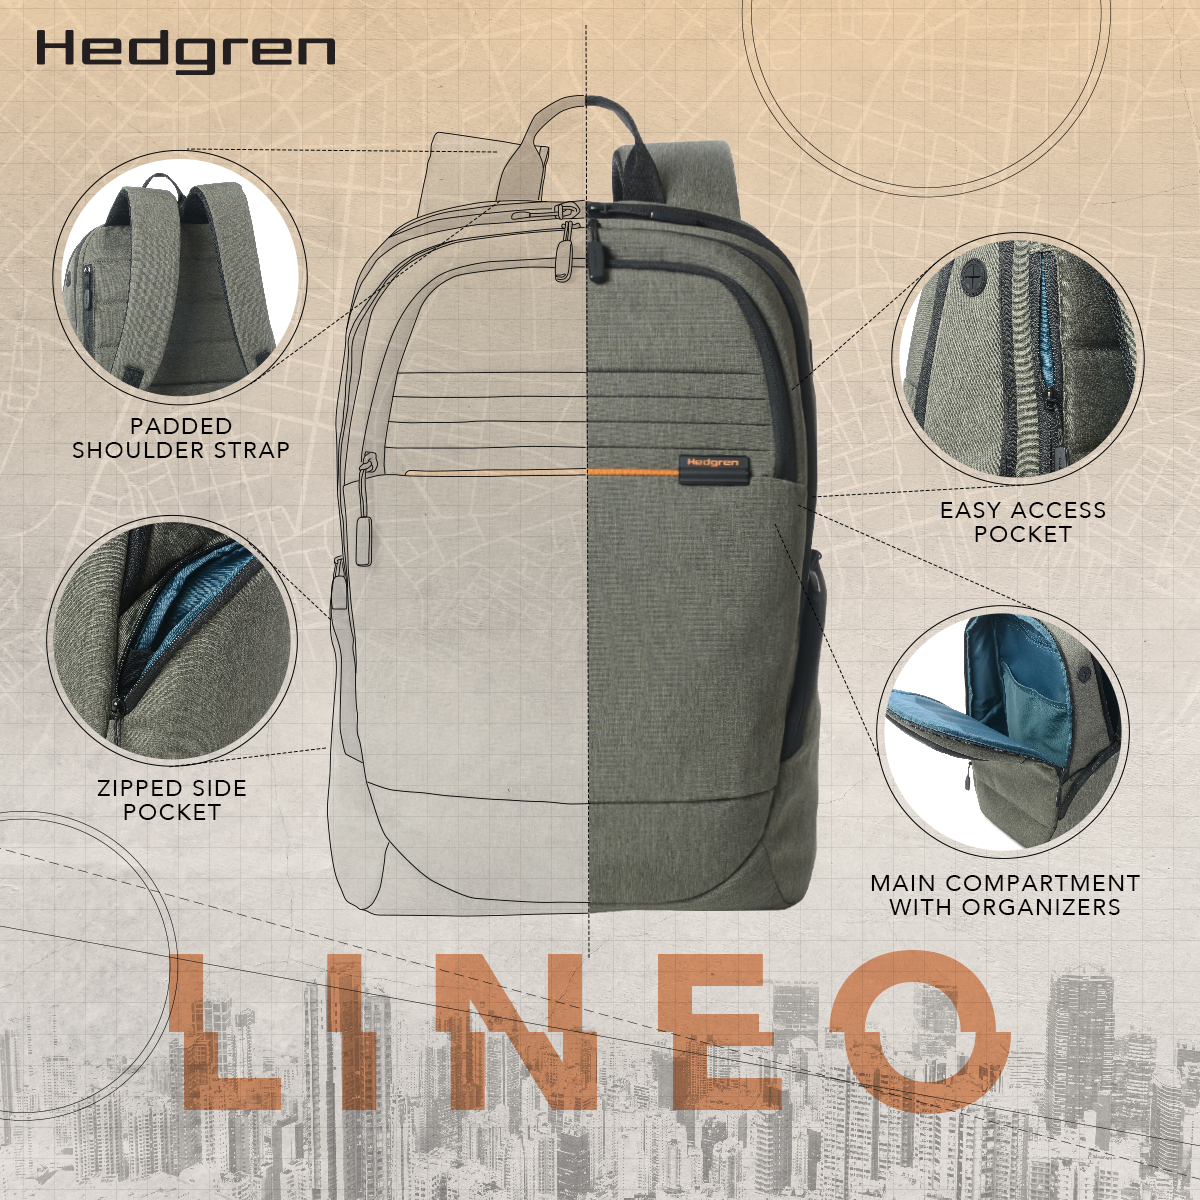 Hedgren
PADDED
SHOULDER STRAP
EASY ACCESS
POCKET
Hedgren
ZIPPED SIDE
POCKET
MAIN COMPARTMENT
WITH ORGANIZERS
LINEO